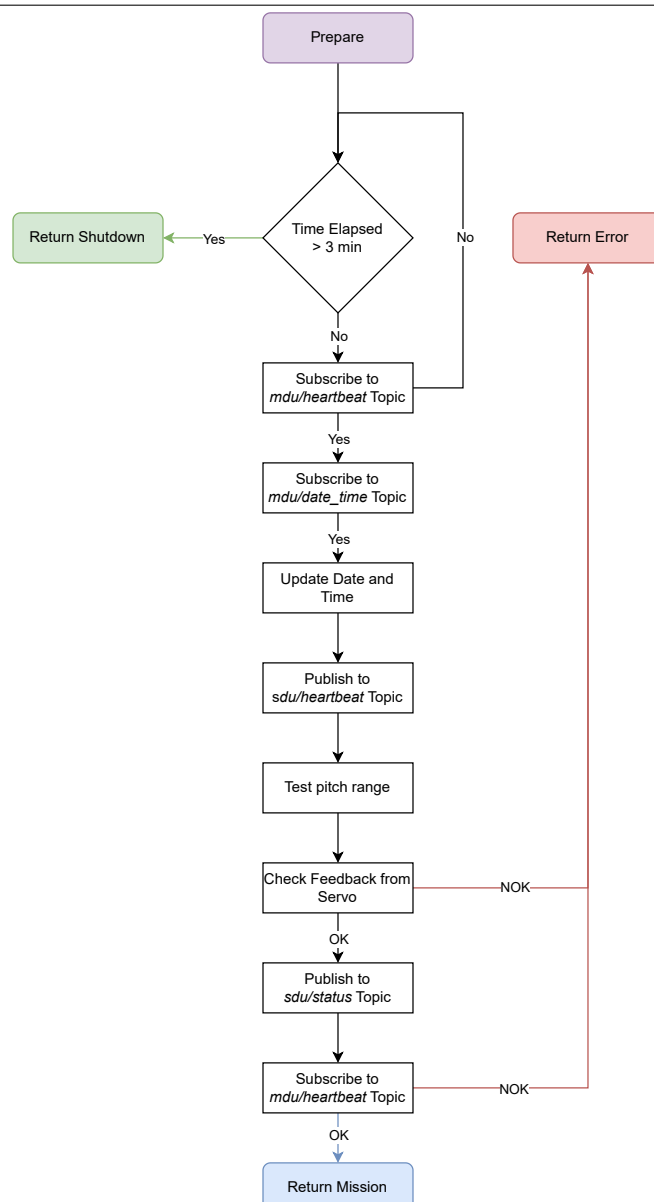 Prepare
Time Elapsed
> 3 min
Return Shutdown
Yes
No
Return Error
No
Subscribe to
mdu/heartbeat Topic
Yes
Subscribe to
mdu/date_time Topic
Yes
Update Date and
Time
Publish to
sdu/heartbeat Topic
Test pitch range
Check Feedback from
Servo
NOK
OK
Publish to
sdu/status Topic
Subscribe to
mdu/heartbeat Topic
NOK
OK
Return Mission